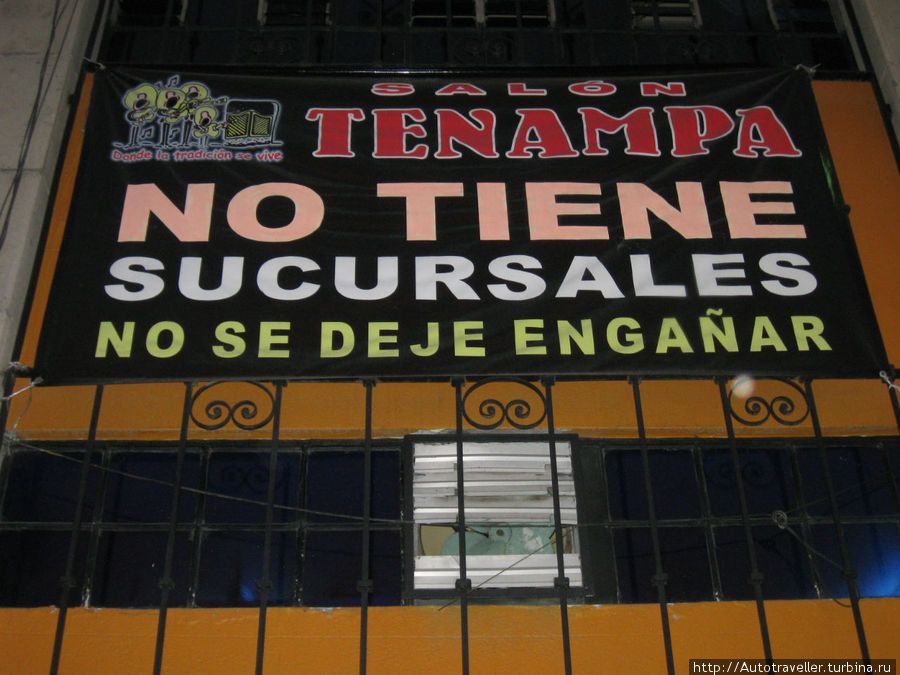 SALÓN
TENAMPA
Donde la tradición se vive
NO TIENE
SUCURSALES
NO SE DEJE ENGAÑAR
http://Autotraveller.turbina.ru/